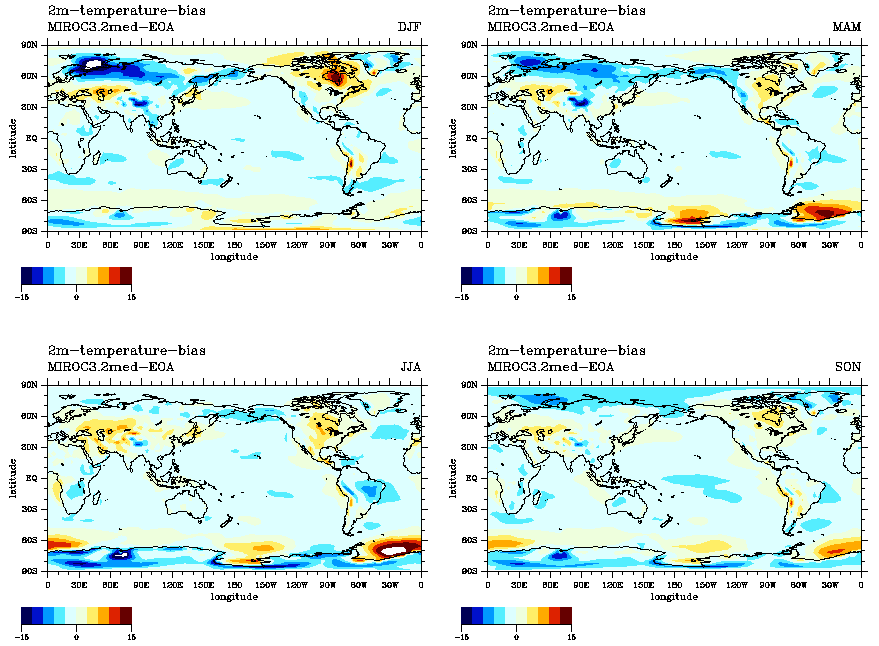 2m-temperature-bias
MIROC3.2med-EOA DJF
90N
60N
30N
EQ
30S
60S
90S
latitude
0 30E 60E 90E 120E 150E 180 150W 120W 90W 60W 30W 0
longitude
-15 0 15
2m-temperature-bias
MIROC3.2med-EOA MAM
90N
60N
30N
EQ
30S
60S
90S
latitude
0 30E 60E 90E 120E 150E 180 150W 120W 90W 60W 30W 0
longitude
-15 0 15
2m-temperature-bias
MIROC3.2med-EOA JJA
90N
60N
30N
EQ
30S
60S
90S
latitude
0 30E 60E 90E 120E 150E 180 150W 120W 90W 60W 30W 0
longitude
-15 0 15
2m-temperature-bias
MIROC3.2med-EOA SON
90N
60N
30N
EQ
30S
60S
90S
latitude
0 30E 60E 90E 120E 150E 180 150W 120W 90W 60W 30W 0
longitude
-15 0 15